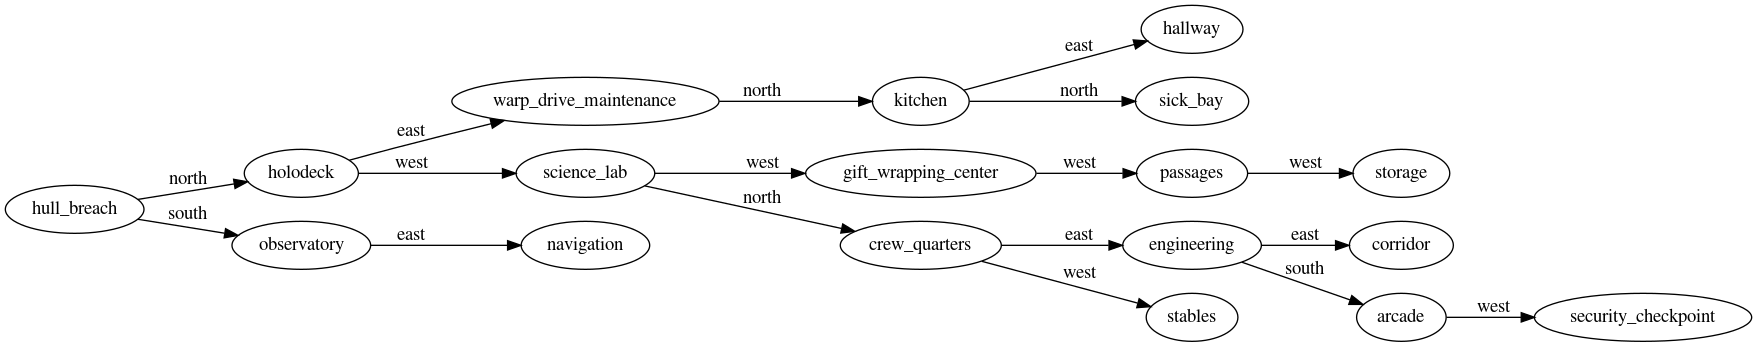 hallway
east
warp_drive_maintenance
north
kitchen
north
sick_bay
east
north
holodeck
west
science_lab
west
gift_wrapping_center
west
passages
west
storage
hull_breach
north
south
observatory
east
navigation
crew_quarters
east
engineering
east
corridor
west
south
stables
arcade
west
security_checkpoint